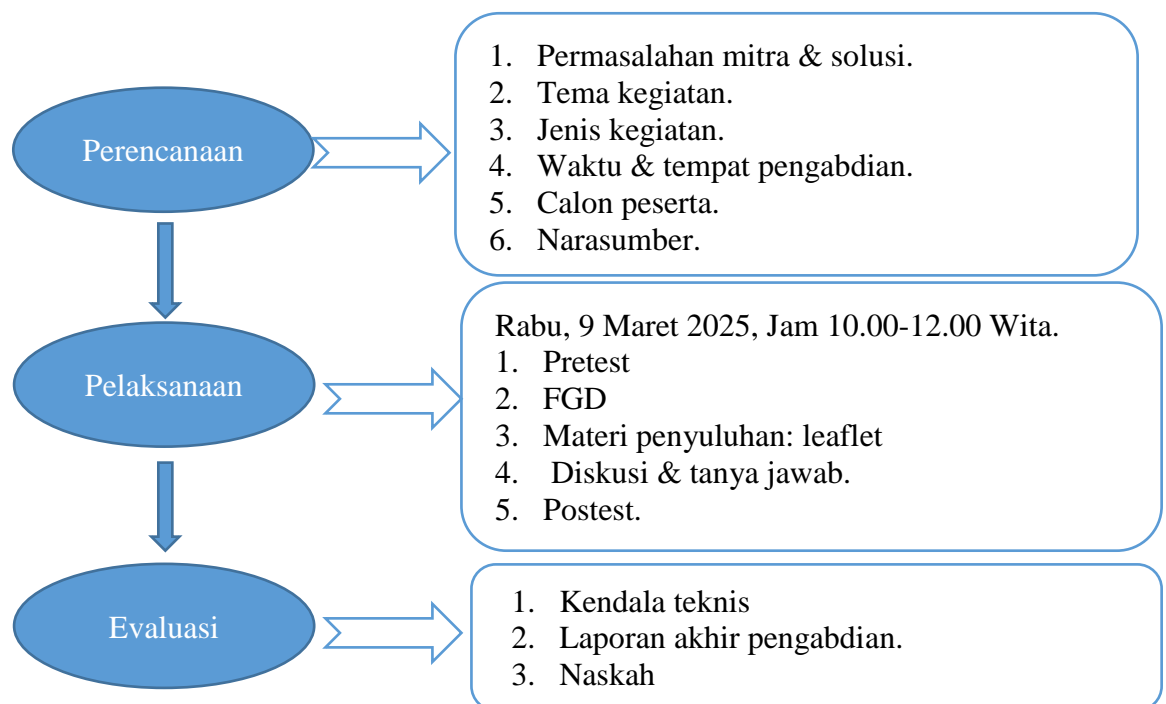 Perencanaan
1. Permasalahan mitra & solusi.
2. Tema kegiatan.
3. Jenis kegiatan.
4. Waktu & tempat pengabdian.
5. Calon peserta.
6. Narasumber.
Pelaksanaan
Rabu, 9 Maret 2025, Jam 10.00-12.00 Wita.
1. Pretest
2. FGD
3. Materi penyuluhan: leaflet
4. Diskusi & tanya jawab.
5. Postest.
Evaluasi
1. Kendala teknis
2. Laporan akhir pengabdian.
3. Naskah